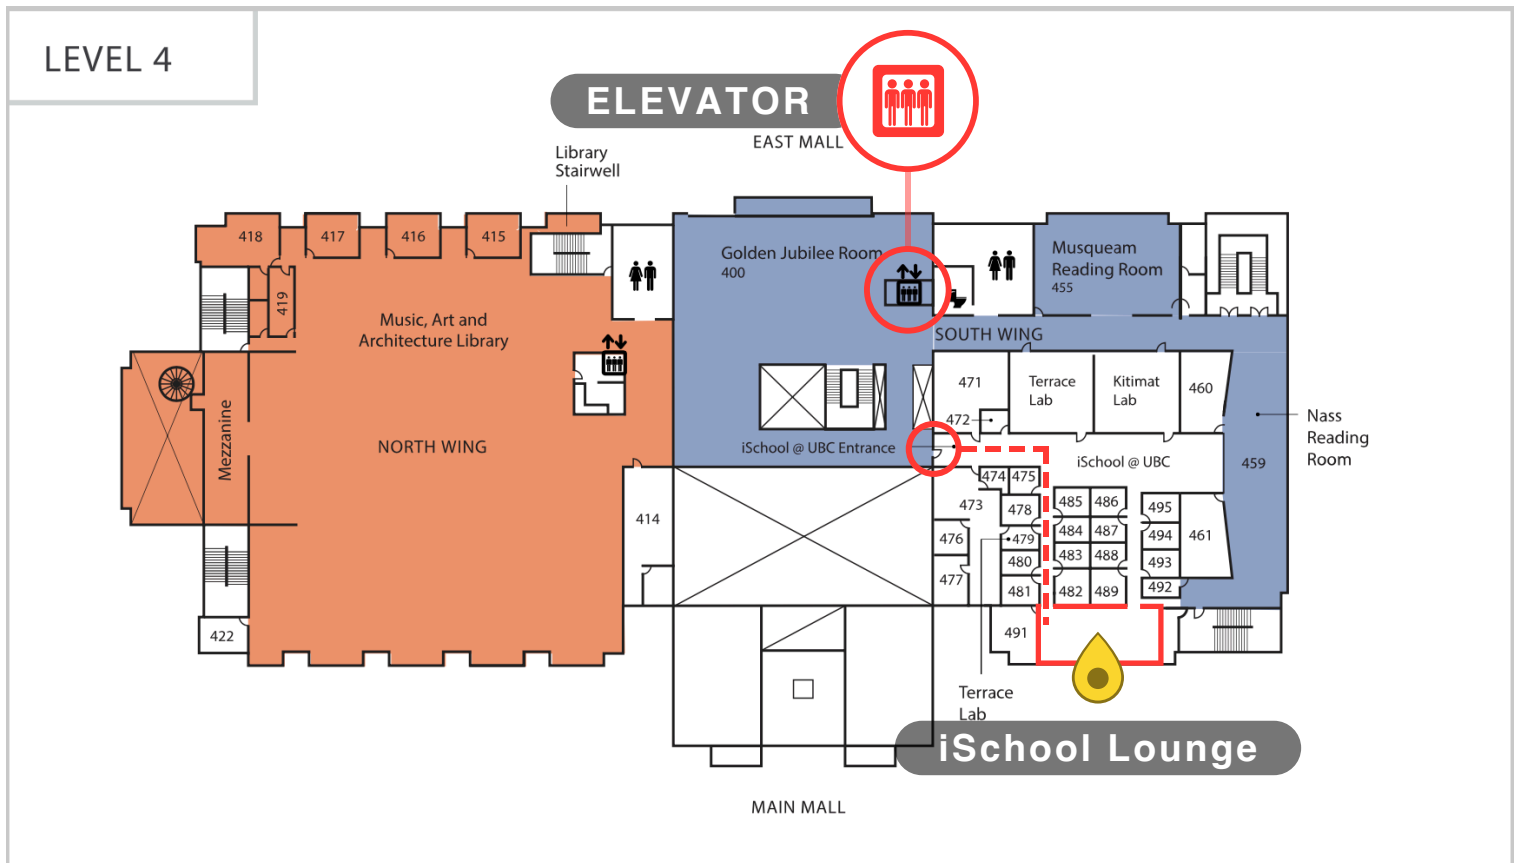 LEVEL 4
ELEVATOR
EAST MALL
Library
Stairwell
418
417
416
415
419
Music, Art and
Architecture Library
Mezzanine
NORTH WING
422
414
Golden Jubilee Room
400
Musqueam
Reading Room
455
SOUTH WING
471
472
Terrace
Lab
Kitimat
Lab
460
Nass
Reading
Room
459
iSchool @ UBC Entrance
iSchool @ UBC
474
475
473
478
476
479
480
477
481
485
486
484
487
483
488
482
489
495
494
493
492
461
491
Terrace
Lab
iSchool Lounge
MAIN MALL